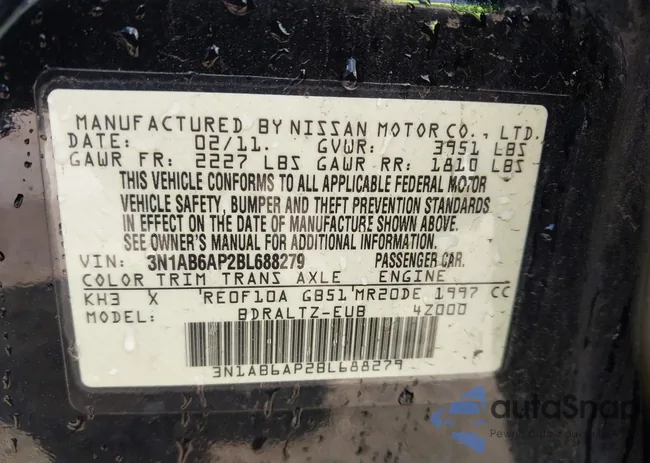 MANUFACTURED BY NISSAN MOTOR CO., LTD.
DATE: 02/11. GVWR: 3951 LBS
GAWR FR: 2227 LBS GAWR RR: 1810 LBS
THIS VEHICLE CONFORMS TO ALL APPLICABLE FEDERAL MOTOR
VEHICLE SAFETY, BUMPER AND THEFT PREVENTION STANDARDS
IN EFFECT ON THE DATE OF MANUFACTURE SHOWN ABOVE.
SEE OWNER'S MANUAL FOR ADDITIONAL INFORMATION.
VIN: 3N1AB6AP2BL688279 PASSENGER CAR.
COLOR TRIM TRANS AXLE ENGINE
KH3 X 'RE0F10A GB51'MR20DE 1997 CC
MODEL: BDRALTZ-EUB 4Z000
3N1AB6AP2BL688279
autoSnap